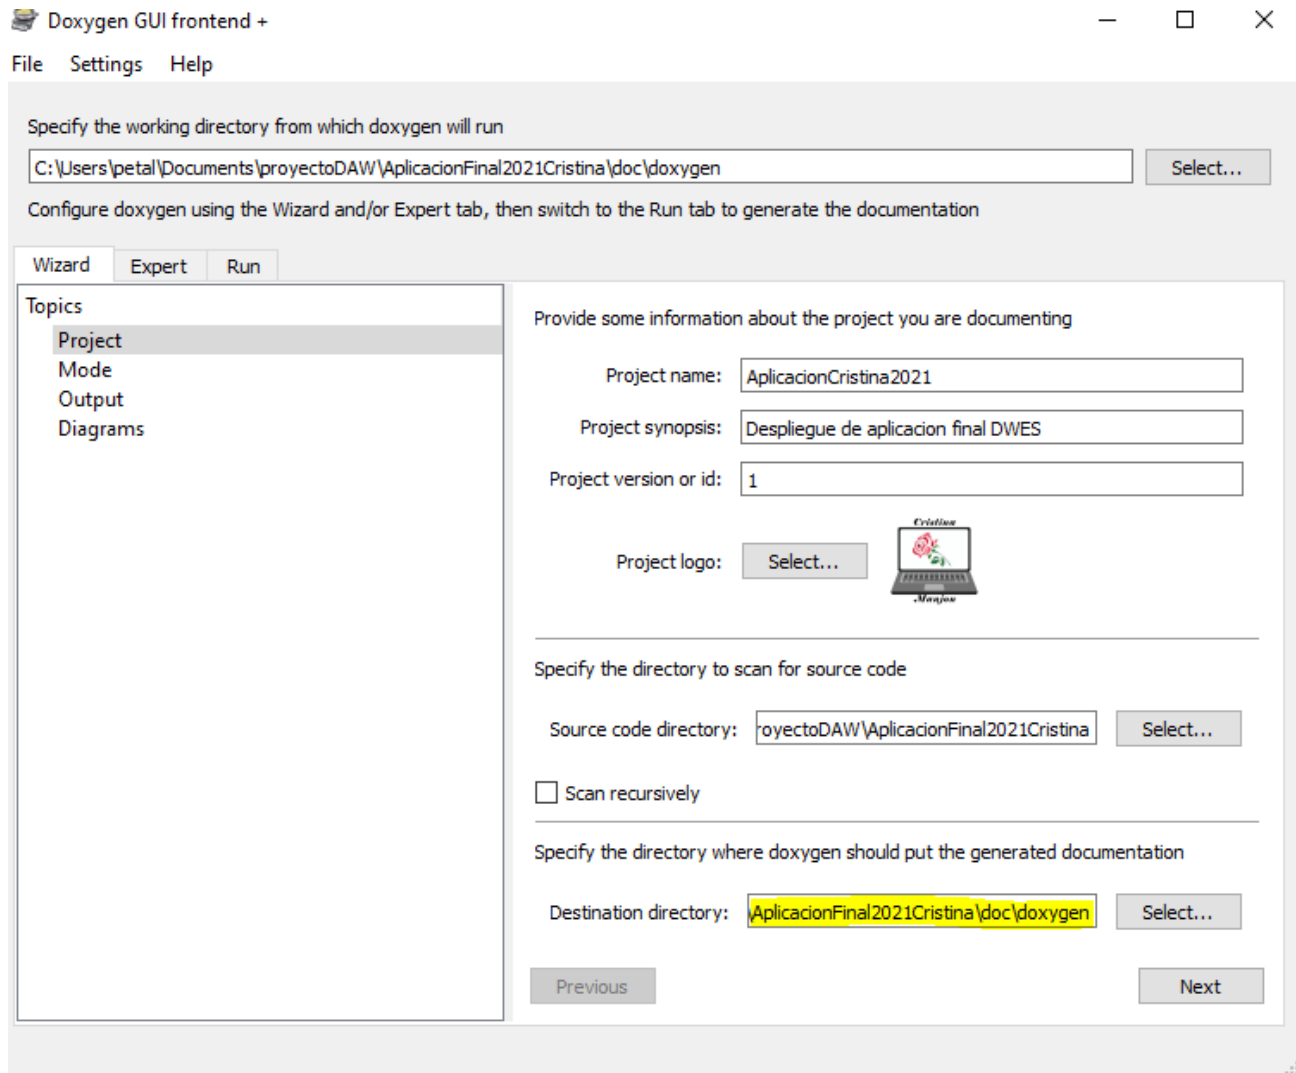 Doxygen GUI frontend +
File Settings Help
Specify the working directory from which doxygen will run
C:\Users\petal\Documents\proyectoDAW\AplicacionFinal2021Cristina\doc\doxygen Select...
Configure doxygen using the Wizard and/or Expert tab, then switch to the Run tab to generate the documentation
Wizard Expert Run
Topics
Project
Mode
Output
Diagrams
Provide some information about the project you are documenting
Project name: AplicacionCristina2021
Project synopsis: Despliegue de aplicacion final DWES
Project version or id: 1
Cristina
Project logo: Select...
Manjon
Specify the directory to scan for source code
Source code directory: royectoDAW\AplicacionFinal2021Cristina Select...
Scan recursively
Specify the directory where doxygen should put the generated documentation
Destination directory: \AplicacionFinal2021Cristina\doc\doxygen Select...
Previous Next